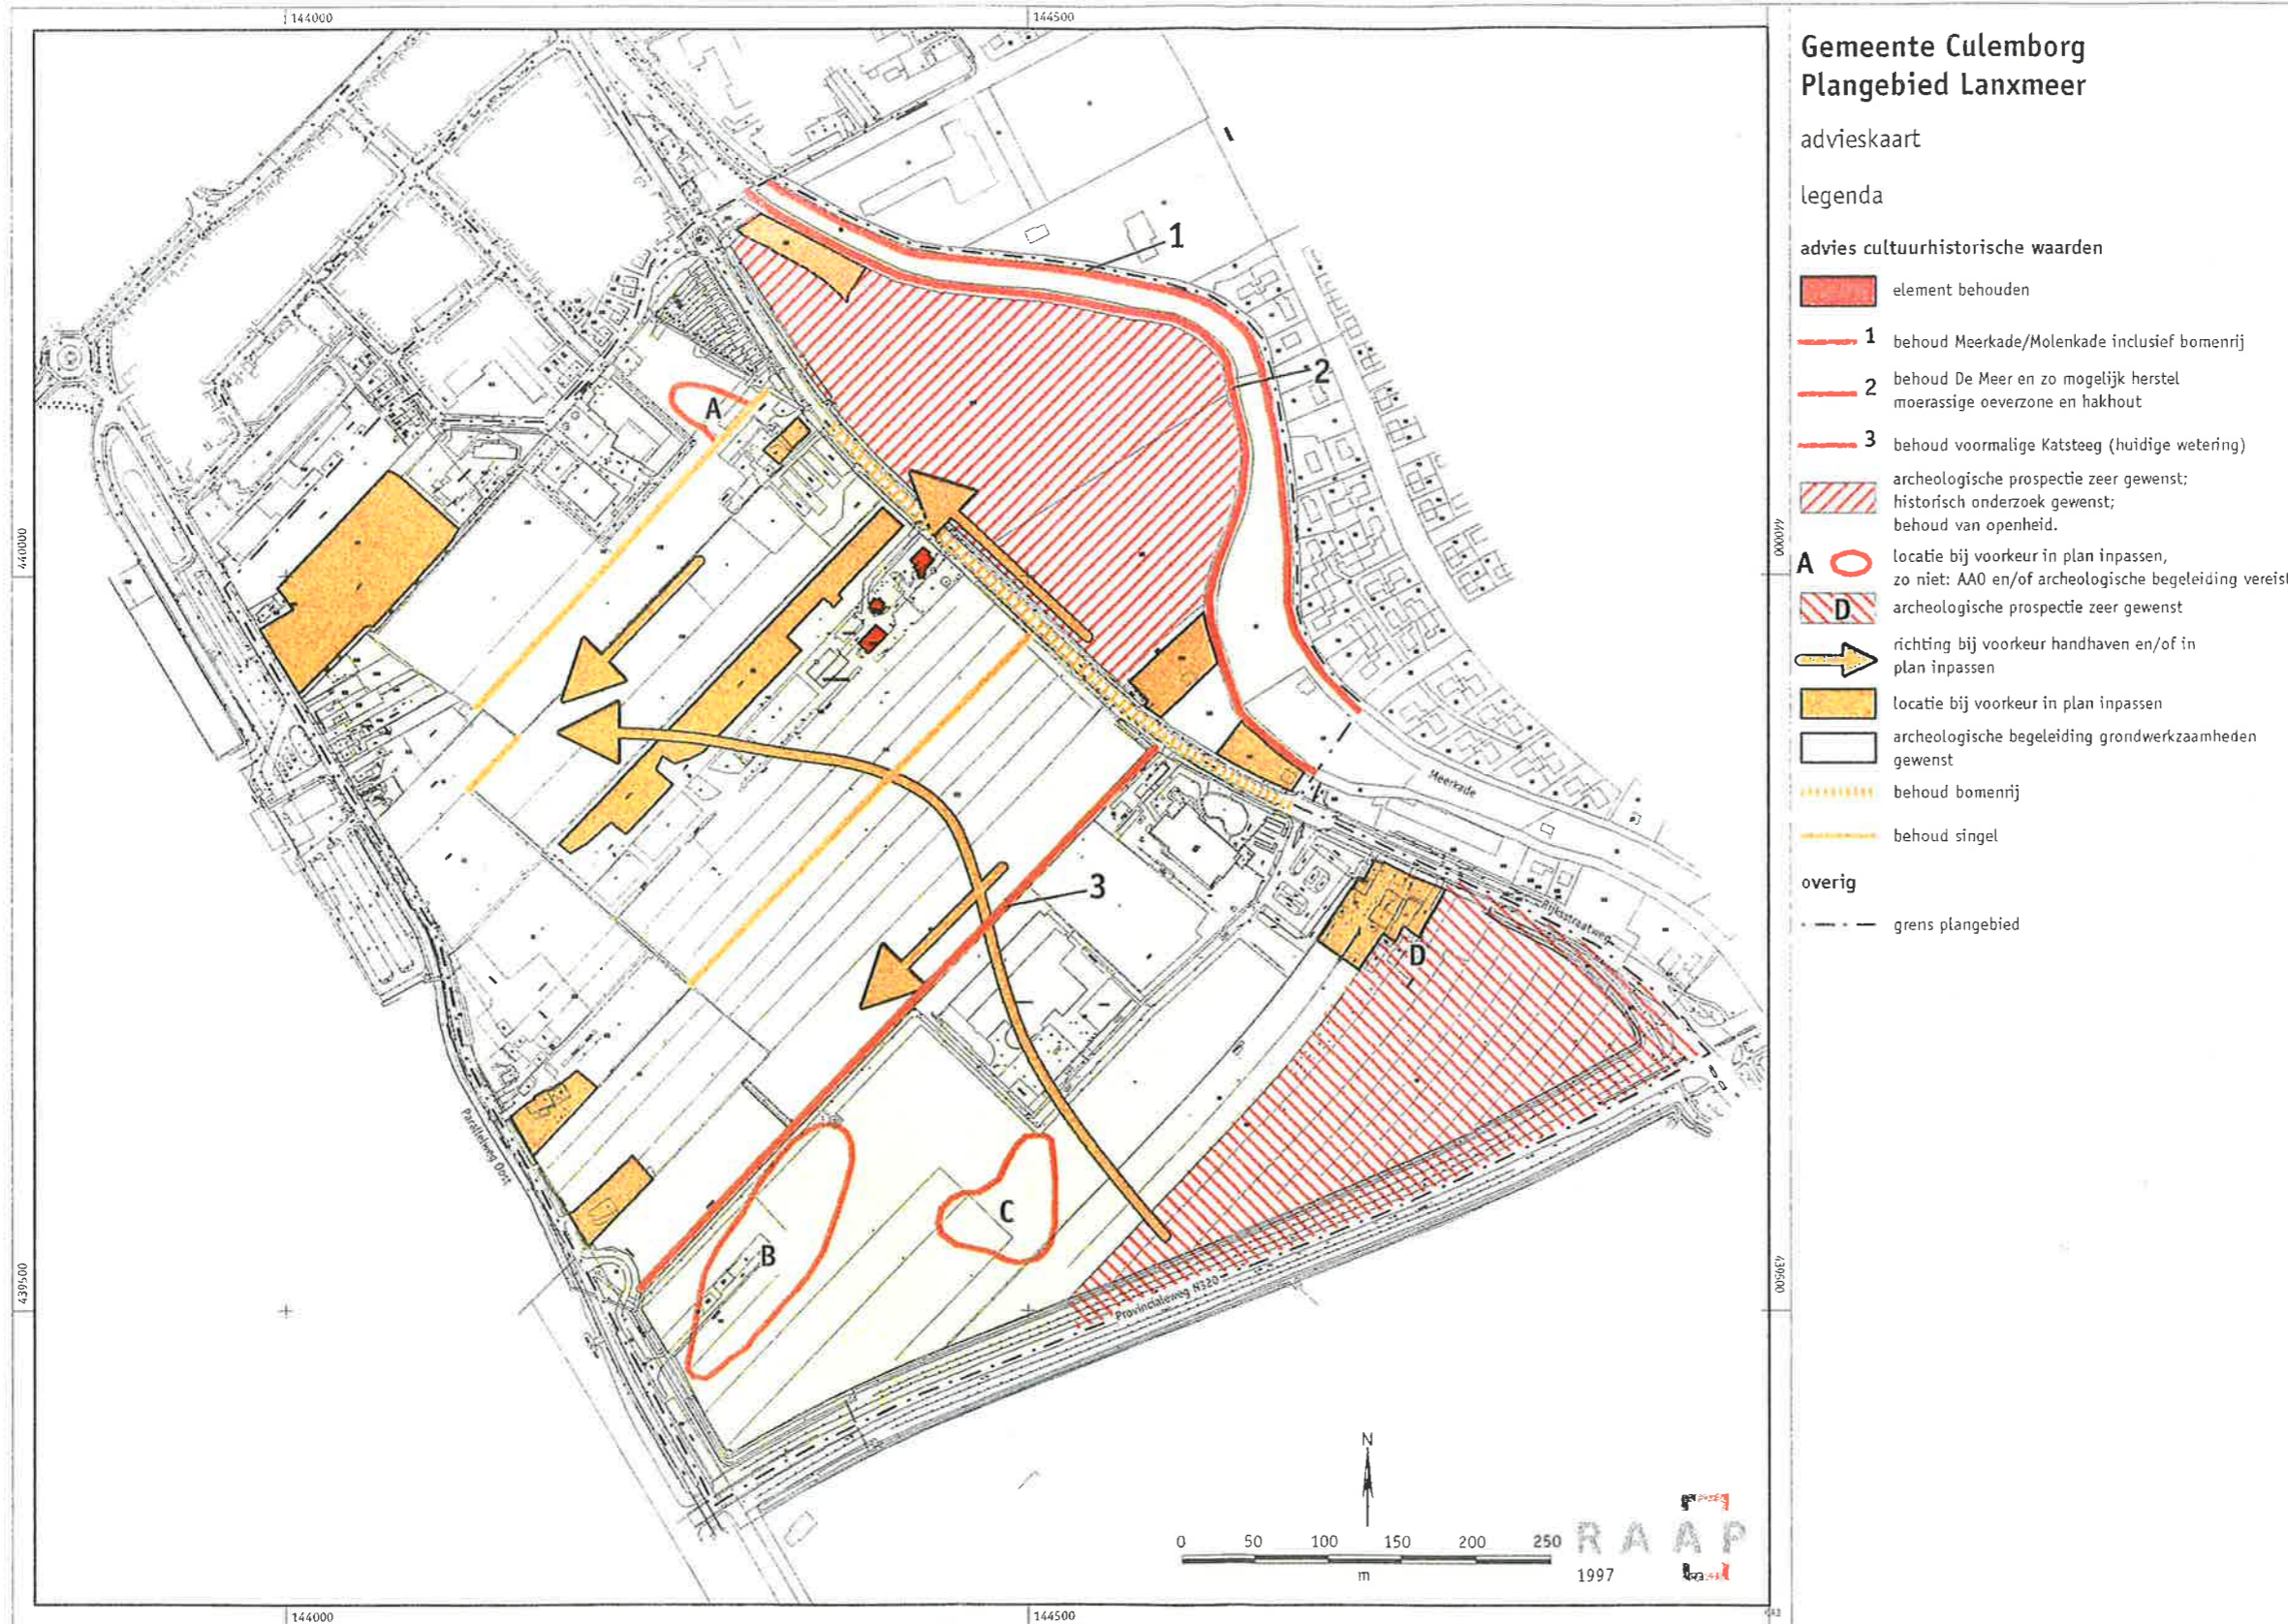 144000
144500
Gemeente Culemborg
Plangebied Lanxmeer
advieskaart
legenda
advies cultuurhistorische waarden
element behouden
1 behoud Meerkade/Molenkade inclusief bomenrij
2 behoud De Meer en zo mogelijk herstel
moerassige oeverzone en hakhout
3 behoud voormalige Katsteeg (huidige wetering)
archeologische prospectie zeer gewenst;
historisch onderzoek gewenst;
behoud van openheid.
A locatie bij voorkeur in plan inpassen,
zo niet: AAO en/of archeologische begeleiding vereist
D archeologische prospectie zeer gewenst
richting bij voorkeur handhaven en/of in
plan inpassen
locatie bij voorkeur in plan inpassen
archeologische begeleiding grondwerkzaamheden
gewenst
behoud bomenrij
behoud singel
overig
grens plangebied
1
2
A
440000
440000
Meerkade
3
Rijksstraatweg
D
Parallelweg Oost
C
B
439500
439500
Provincialeweg N320
N
0 50 100 150 200 250
m
RAAP
1997
144000
144500